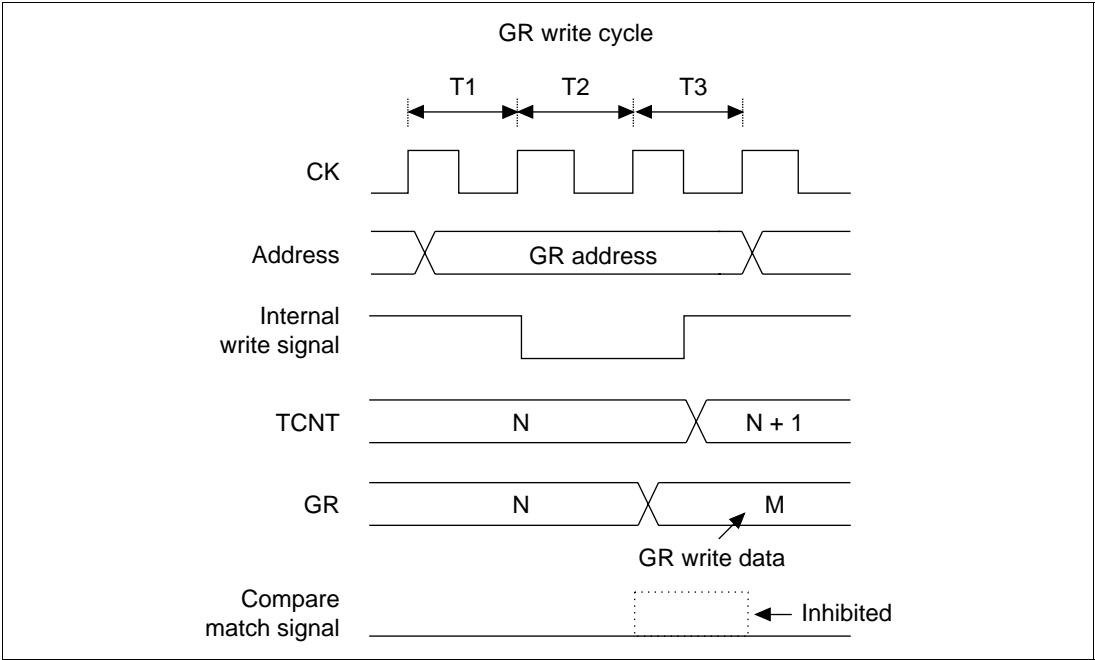 GR write cycle
T1 T2 T3
CK
Address GR address
Internal
write signal
TCNT N N + 1
GR N M
GR write data
Compare
match signal Inhibited